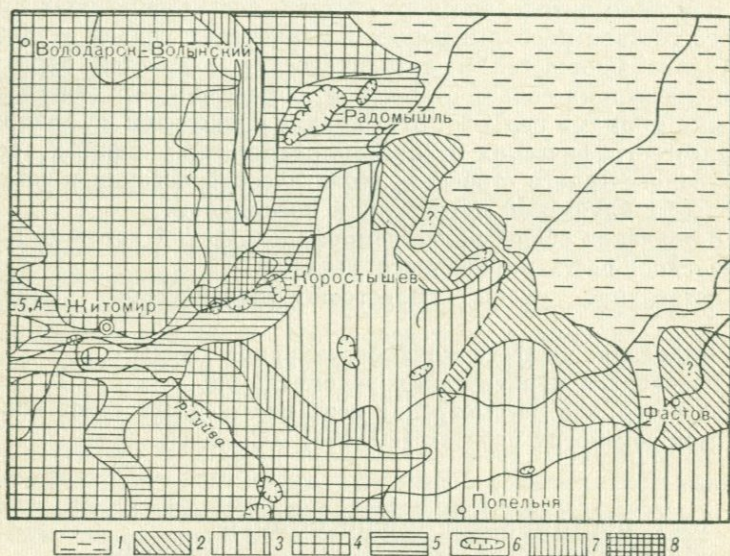 Володарск-Волынский
Радомышль
?
Коростышев
5,А Житомир
?
Фастов
р. Гуйва
Попельня
1 2 3 4 5 6 7 8